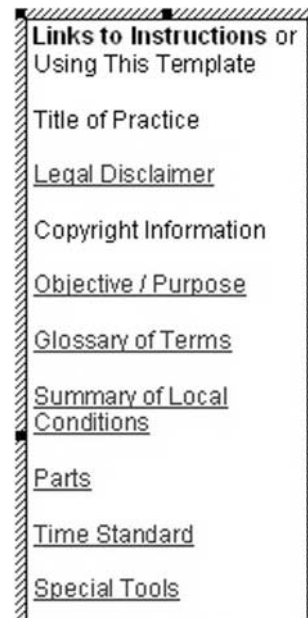 Links to Instructions or
Using This Template
Title of Practice
Legal Disclaimer
Copyright Information
Objective / Purpose
Glossary of Terms
Summary of Local
Conditions
Parts
Time Standard
Special Tools